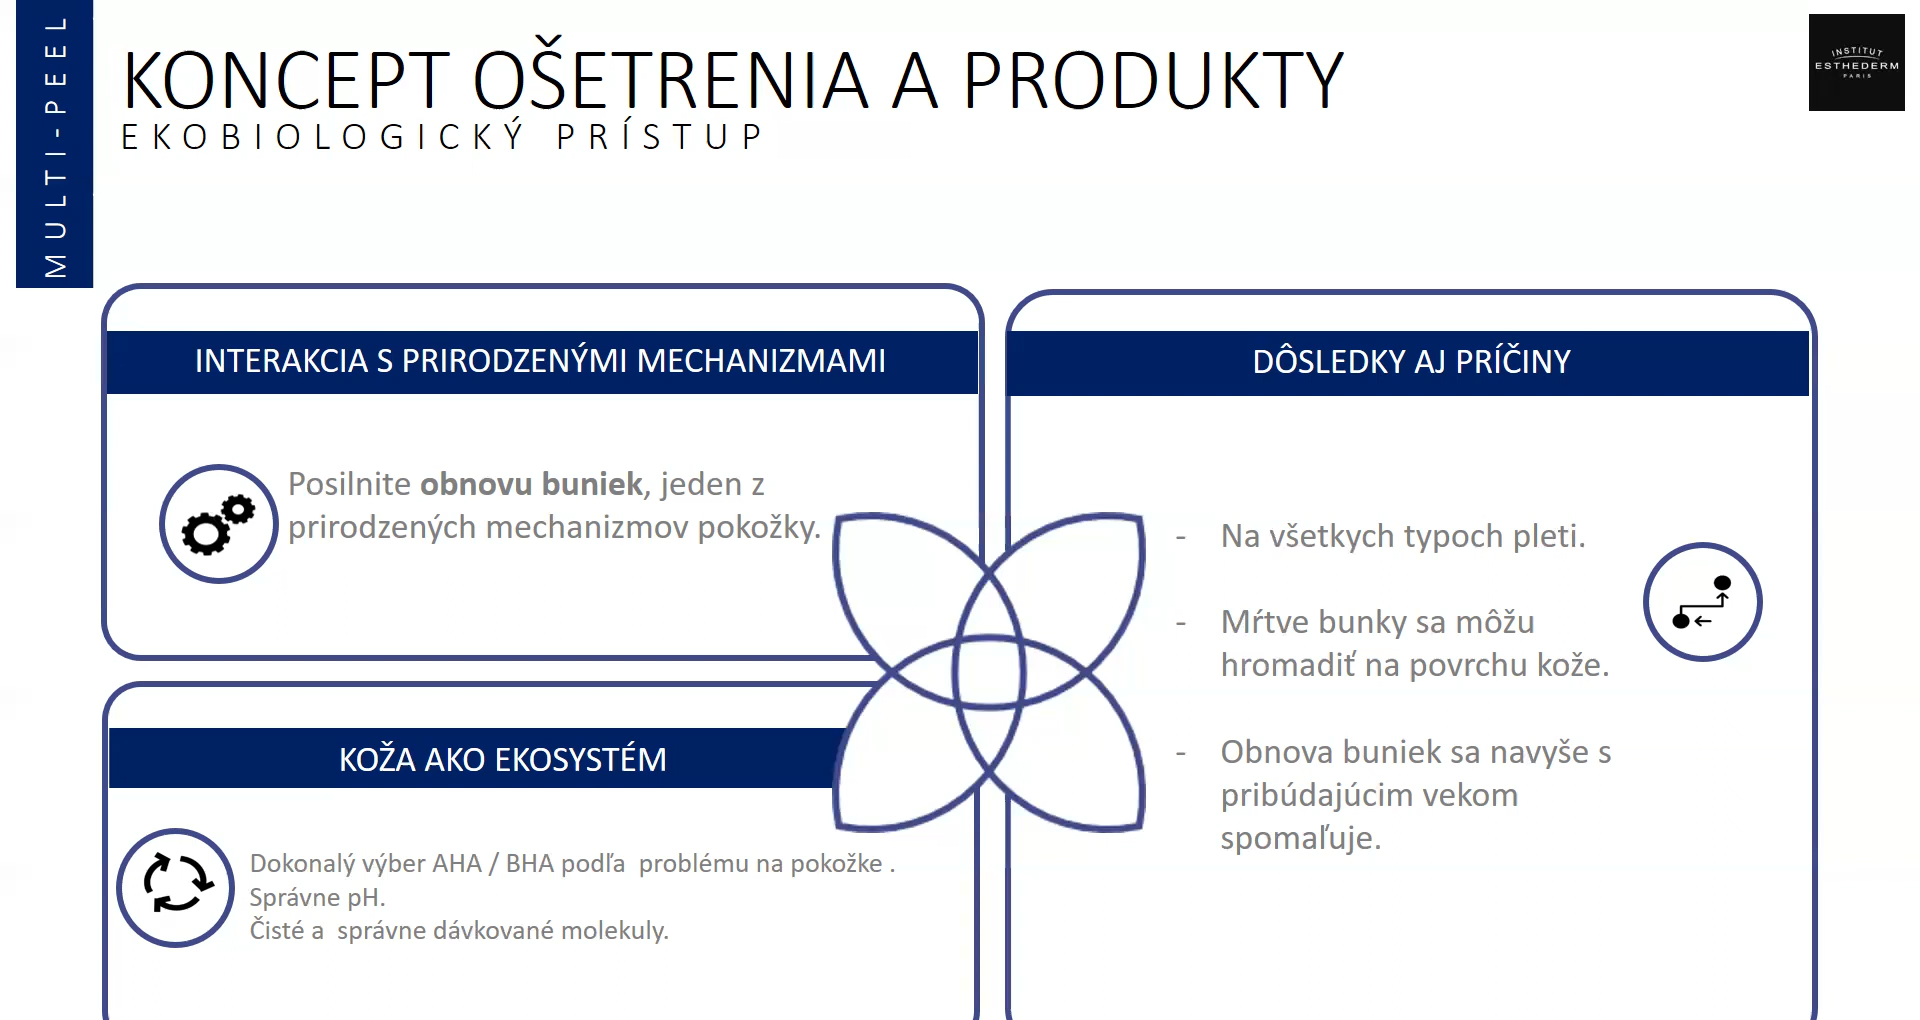 MULTI-PEEL
KONCEPT OŠETRENIA A PRODUKTY
EKOBIOLOGICKÝ PRÍSTUP
INSTITUT
ESTHEDERM
PARIS
INTERAKCIA S PRIRODZENÝMI MECHANIZMAMI
Posilnite obnovu buniek, jeden z
prirodzených mechanizmov pokožky.
KOŽA AKO EKOSYSTÉM
Dokonalý výber AHA / BHA podľa  problému na pokožke .
Správne pH.
Čisté a  správne dávkované molekuly.
DÔSLEDKY AJ PRÍČINY
- Na všetkych typoch pleti.
- Mŕtve bunky sa môžu
hromadiť na povrchu kože.
- Obnova buniek sa navyše s
pribúdajúcim vekom
spomaľuje.